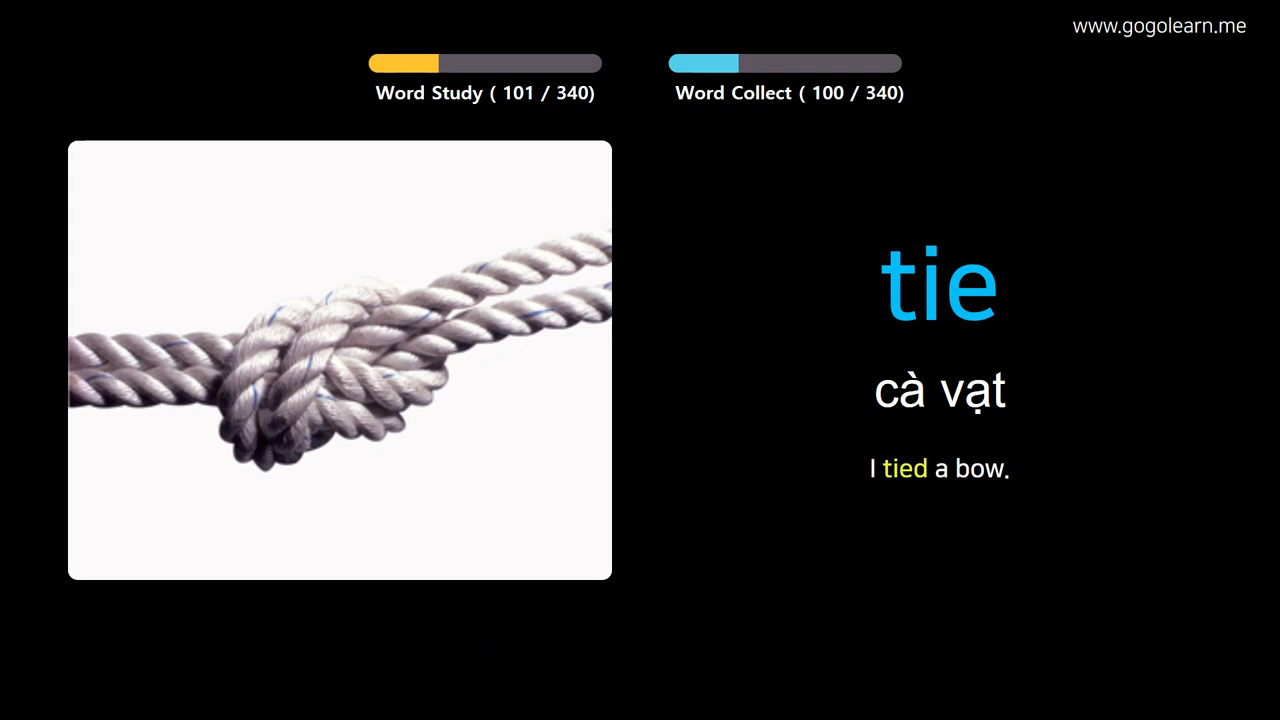 www.gogolearn.me
Word Study ( 101 / 340)
Word Collect ( 100 / 340)
tie
cà vạt
I tied a bow.